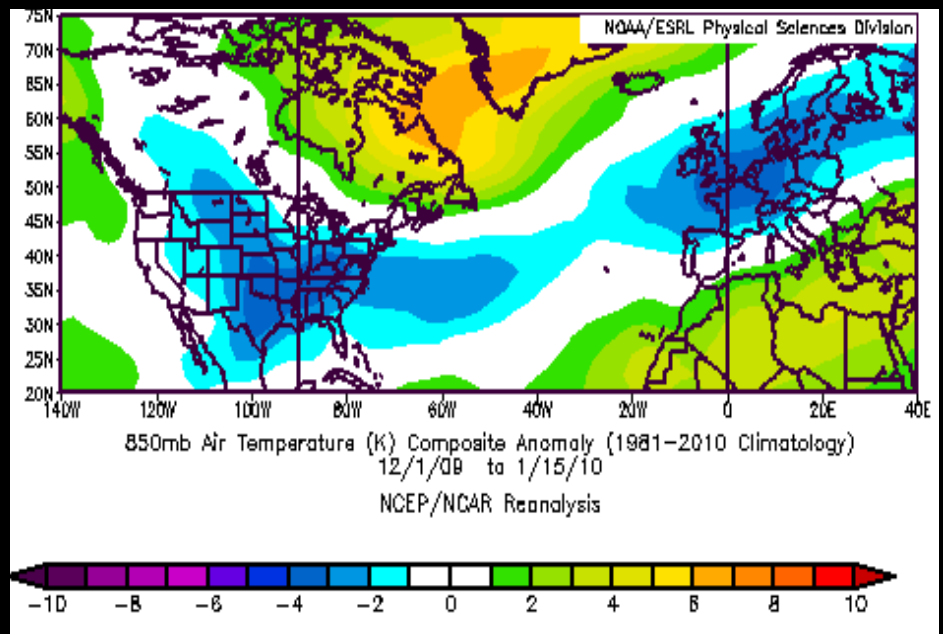 75N
NOAA/ESRL Physical Sciences Division
70N
65N
60N
55N
50N
45N
40N
35N
30N
25N
20N
140W 120W 100W 80W 60W 40W 20W 0 20E 40E
850mb Air Temperature (K) Composite Anomaly (1981-2010 Climatology)
12/1/09 to 1/15/10
NCEP/NCAR Reanalysis
-10 -8 -6 -4 -2 0 2 4 6 8 10